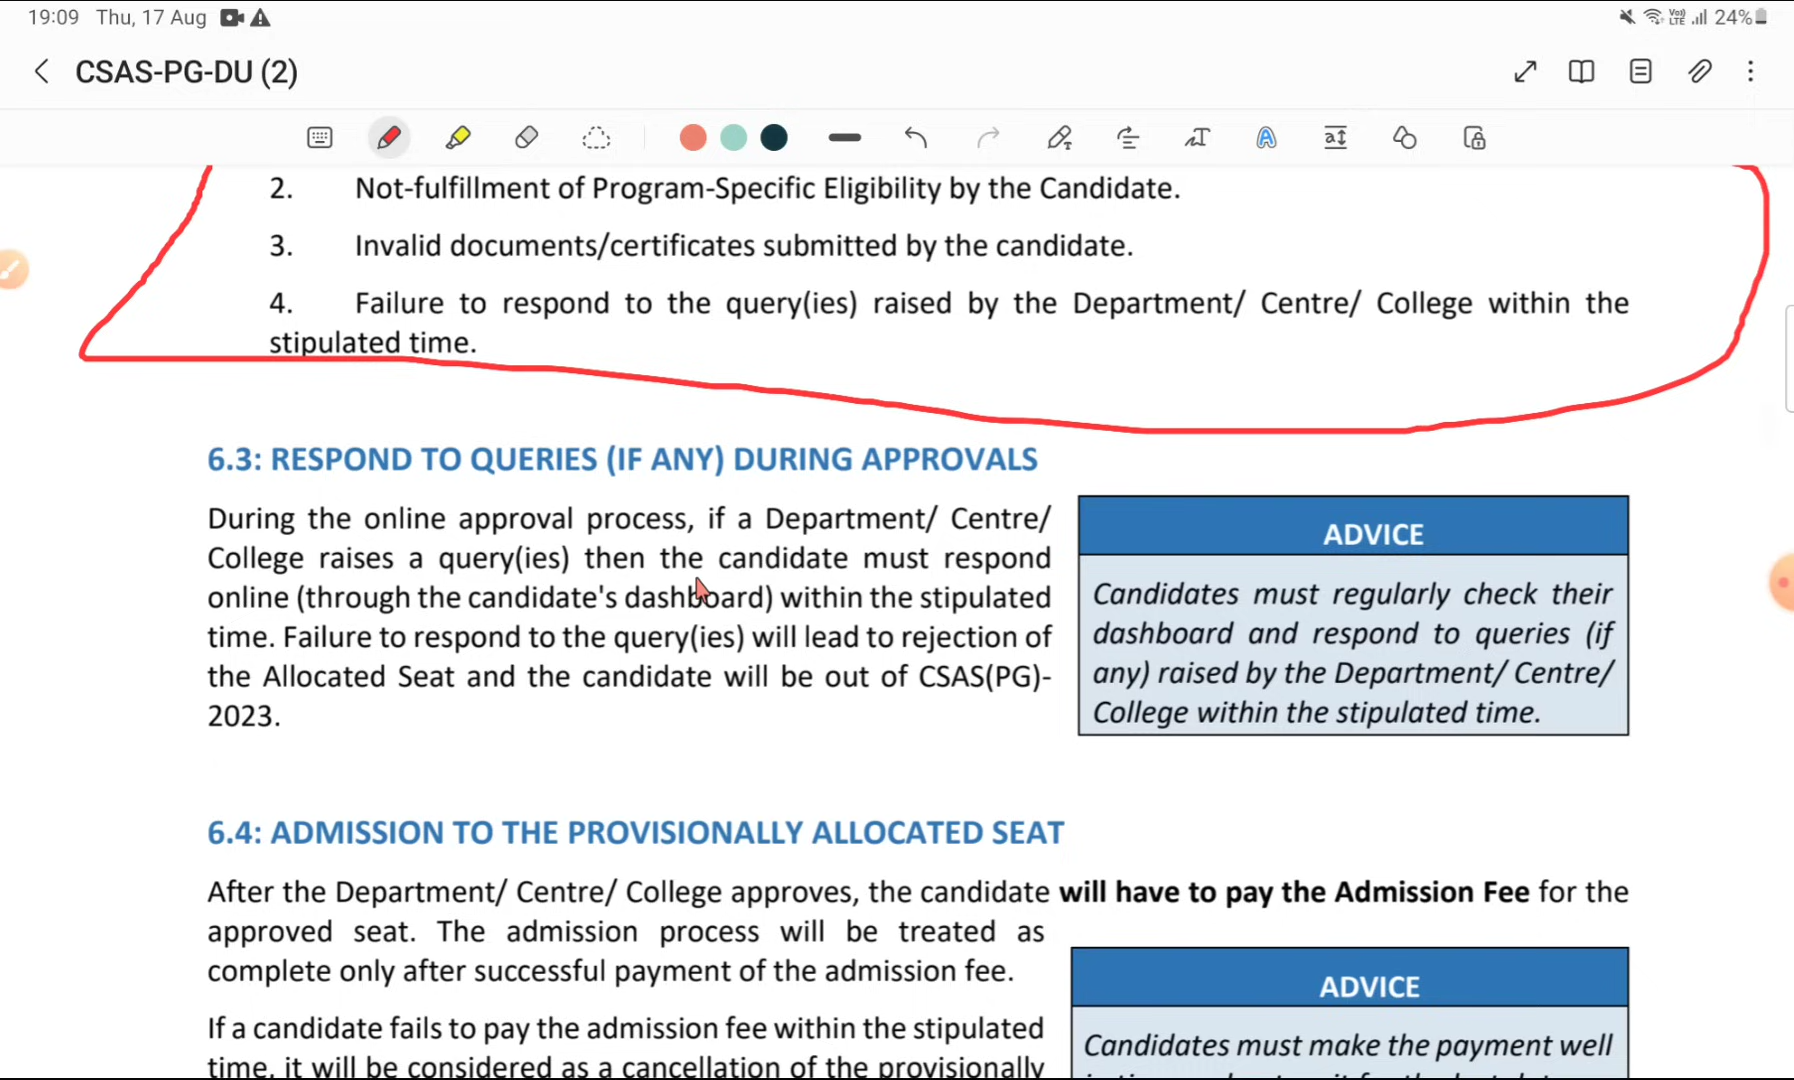 19:09 Thu, 17 Aug
24%
CSAS-PG-DU (2)
2. Not-fulfillment of Program-Specific Eligibility by the Candidate.
3. Invalid documents/certificates submitted by the candidate.
4. Failure to respond to the query(ies) raised by the Department/ Centre/ College within the
stipulated time.
6.3: RESPOND TO QUERIES (IF ANY) DURING APPROVALS
During the online approval process, if a Department/ Centre/
College raises a query(ies) then the candidate must respond
online (through the candidate's dashboard) within the stipulated
time. Failure to respond to the query(ies) will lead to rejection of
the Allocated Seat and the candidate will be out of CSAS(PG)-
2023.
ADVICE
Candidates must regularly check their
dashboard and respond to queries (if
any) raised by the Department/ Centre/
College within the stipulated time.
6.4: ADMISSION TO THE PROVISIONALLY ALLOCATED SEAT
After the Department/ Centre/ College approves, the candidate will have to pay the Admission Fee for the
approved seat. The admission process will be treated as
complete only after successful payment of the admission fee.
If a candidate fails to pay the admission fee within the stipulated
time, it will be considered as a cancellation of the provisionally
ADVICE
Candidates must make the payment well